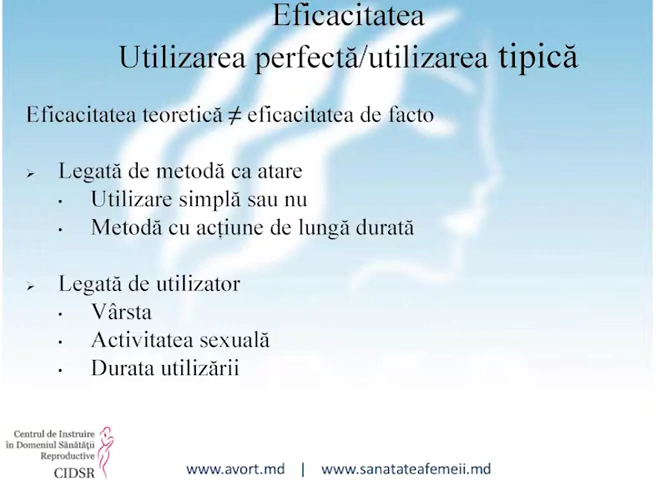 Eficacitatea
Utilizarea perfectă/utilizarea tipică
Eficacitatea teoretică ≠ eficacitatea de facto
➢ Legată de metodă ca atare
• Utilizare simplă sau nu
• Metodă cu acțiune de lungă durată
➢ Legată de utilizator
• Vârsta
• Activitatea sexuală
• Durata utilizării
Centrul de Instruire
în Domeniul Sănătății
Reproductive
CIDSR
www.avort.md | www.sanatateafemeii.md